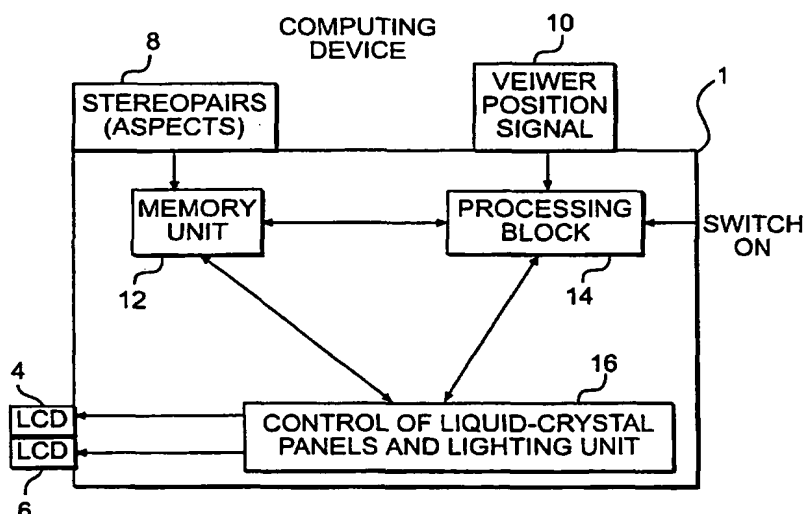 COMPUTING
DEVICE
8
10
1
STEREOPAIRS
(ASPECTS)
VEIWER
POSITION
SIGNAL
MEMORY
UNIT
PROCESSING
BLOCK
SWITCH
ON
12
14
4
16
LCD
LCD
CONTROL OF LIQUID-CRYSTAL
PANELS AND LIGHTING UNIT
6